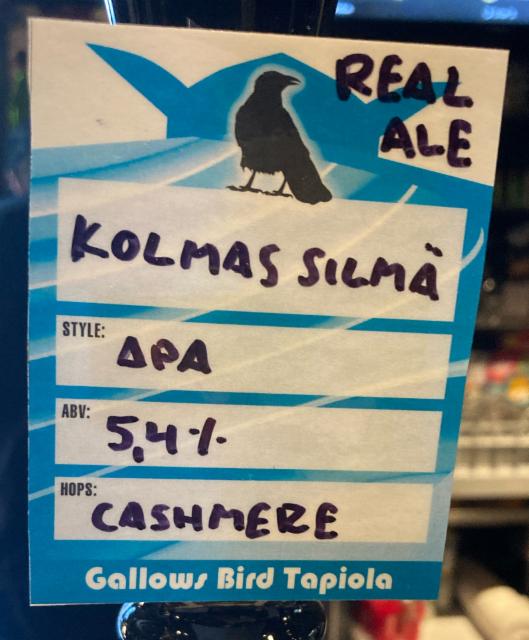 REAL
ALE
KOLMAS SILMÄ
STYLE: APA
ABV: 5,4 %
HOPS: CASHMERE
Gallows Bird Tapiola